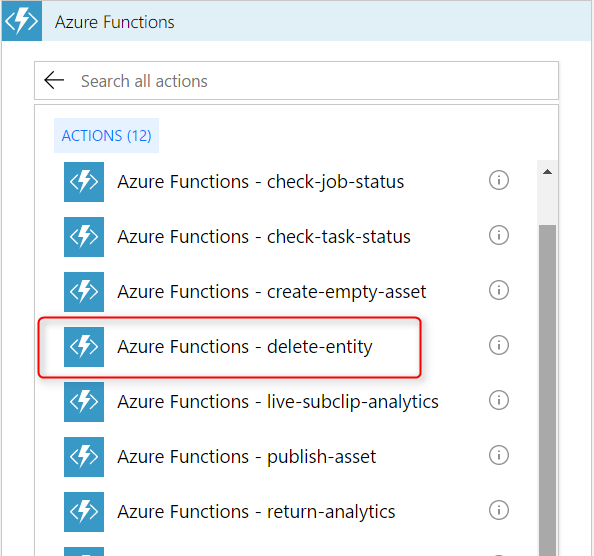 Azure Functions
Search all actions
ACTIONS (12)
Azure Functions - check-job-status
Azure Functions - check-task-status
Azure Functions - create-empty-asset
Azure Functions - delete-entity
Azure Functions - live-subclip-analytics
Azure Functions - publish-asset
Azure Functions - return-analytics